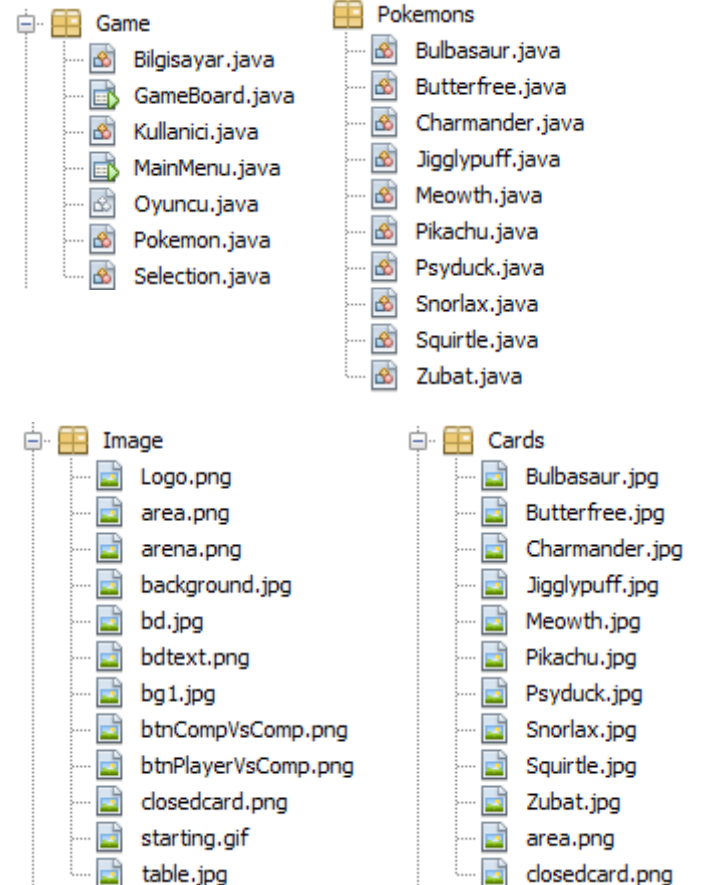 Game
Bilgisayar.java
GameBoard.java
Kullanici.java
MainMenu.java
Oyuncu.java
Pokemon.java
Selection.java
Pokemons
Bulbasaur.java
Butterfree.java
Charmander.java
Jigglypuff.java
Meowth.java
Pikachu.java
Psyduck.java
Snorlax.java
Squirtle.java
Zubat.java
Image
Logo.png
area.png
arena.png
background.jpg
bd.jpg
bdtext.png
bg1.jpg
btnCompVsComp.png
btnPlayerVsComp.png
closedcard.png
starting.gif
table.jpg
Cards
Bulbasaur.jpg
Butterfree.jpg
Charmander.jpg
Jigglypuff.jpg
Meowth.jpg
Pikachu.jpg
Psyduck.jpg
Snorlax.jpg
Squirtle.jpg
Zubat.jpg
area.png
closedcard.png